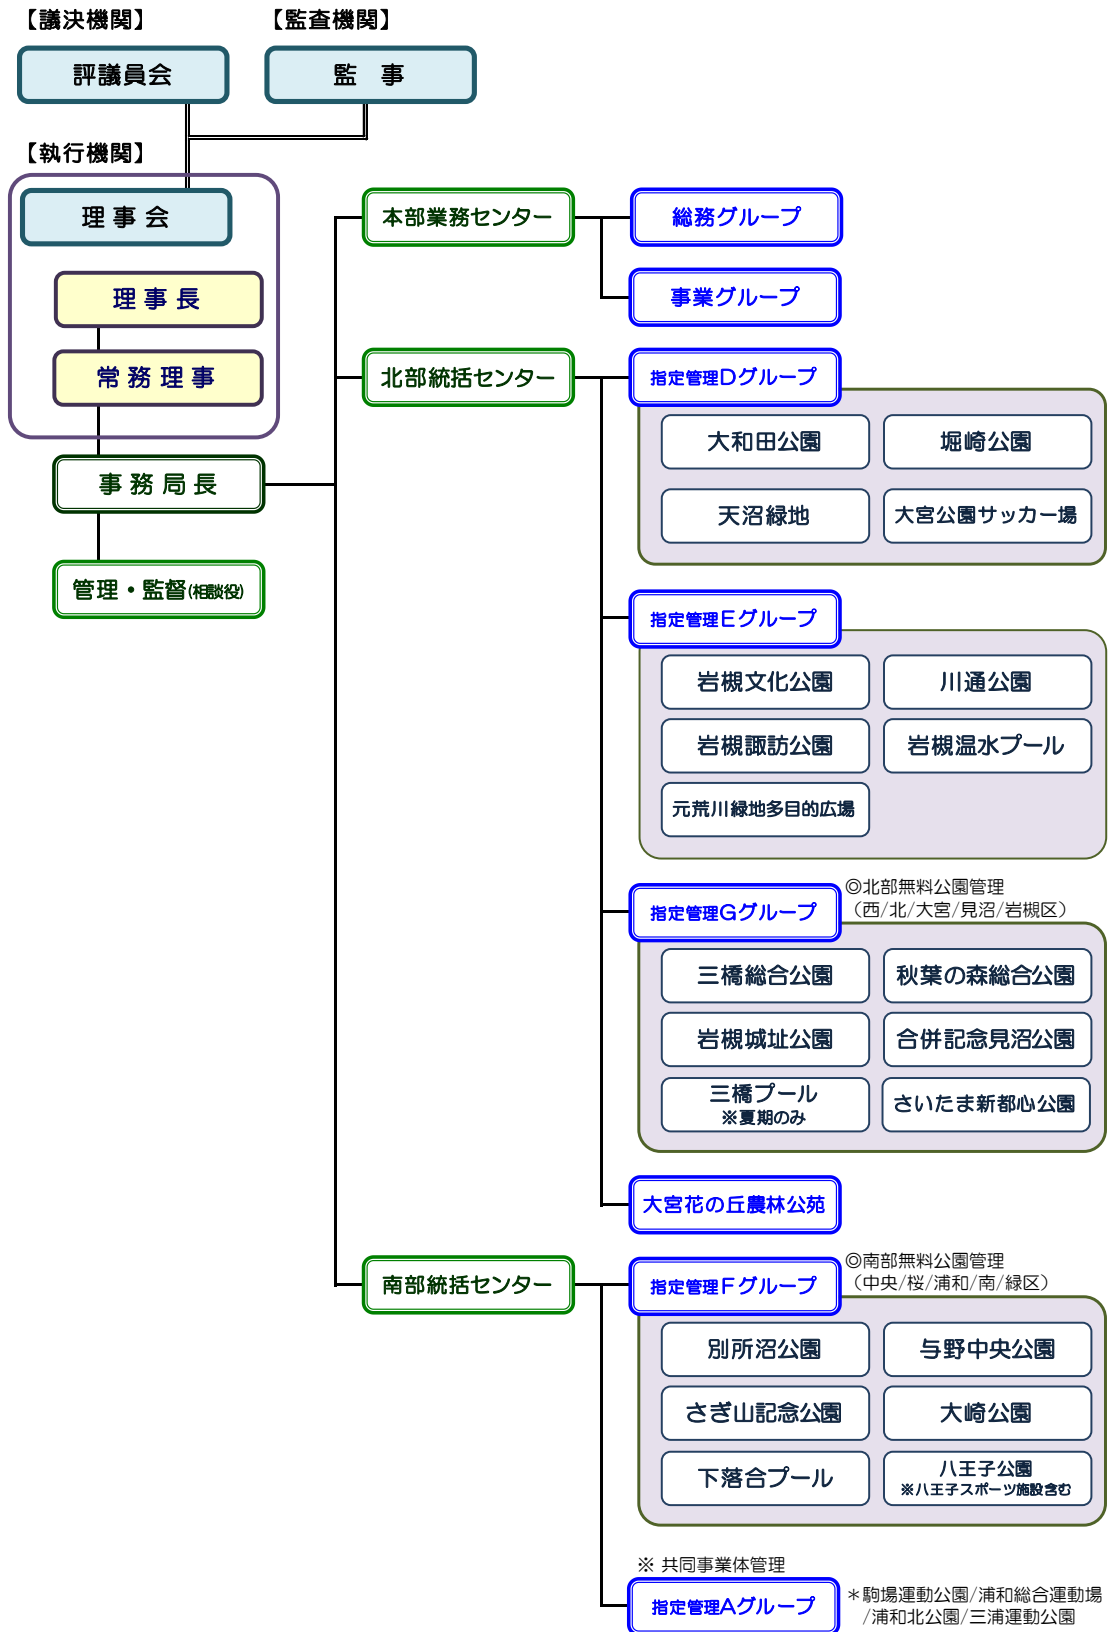 【議決機関】
【監査機関】
評議員会
監　事
【執行機関】
理事会
理事長
常務理事
事務局長
管理・監督(相談役)
本部業務センター
総務グループ
事業グループ
北部統括センター
指定管理Dグループ
大和田公園
堀崎公園
天沼緑地
大宮公園サッカー場
指定管理Eグループ
岩槻文化公園
川通公園
岩槻諏訪公園
岩槻温水プール
元荒川緑地多目的広場
指定管理Gグループ
◎北部無料公園管理
（西/北/大宮/見沼/岩槻区）
三橋総合公園
秋葉の森総合公園
岩槻城址公園
合併記念見沼公園
三橋プール
※夏期のみ
さいたま新都心公園
大宮花の丘農林公苑
南部統括センター
指定管理Fグループ
◎南部無料公園管理
（中央/桜/浦和/南/緑区）
別所沼公園
与野中央公園
さぎ山記念公園
大崎公園
下落合プール
八王子公園
※八王子スポーツ施設含む
※ 共同事業体管理
指定管理Aグループ
＊駒場運動公園/浦和総合運動場
/浦和北公園/三浦運動公園